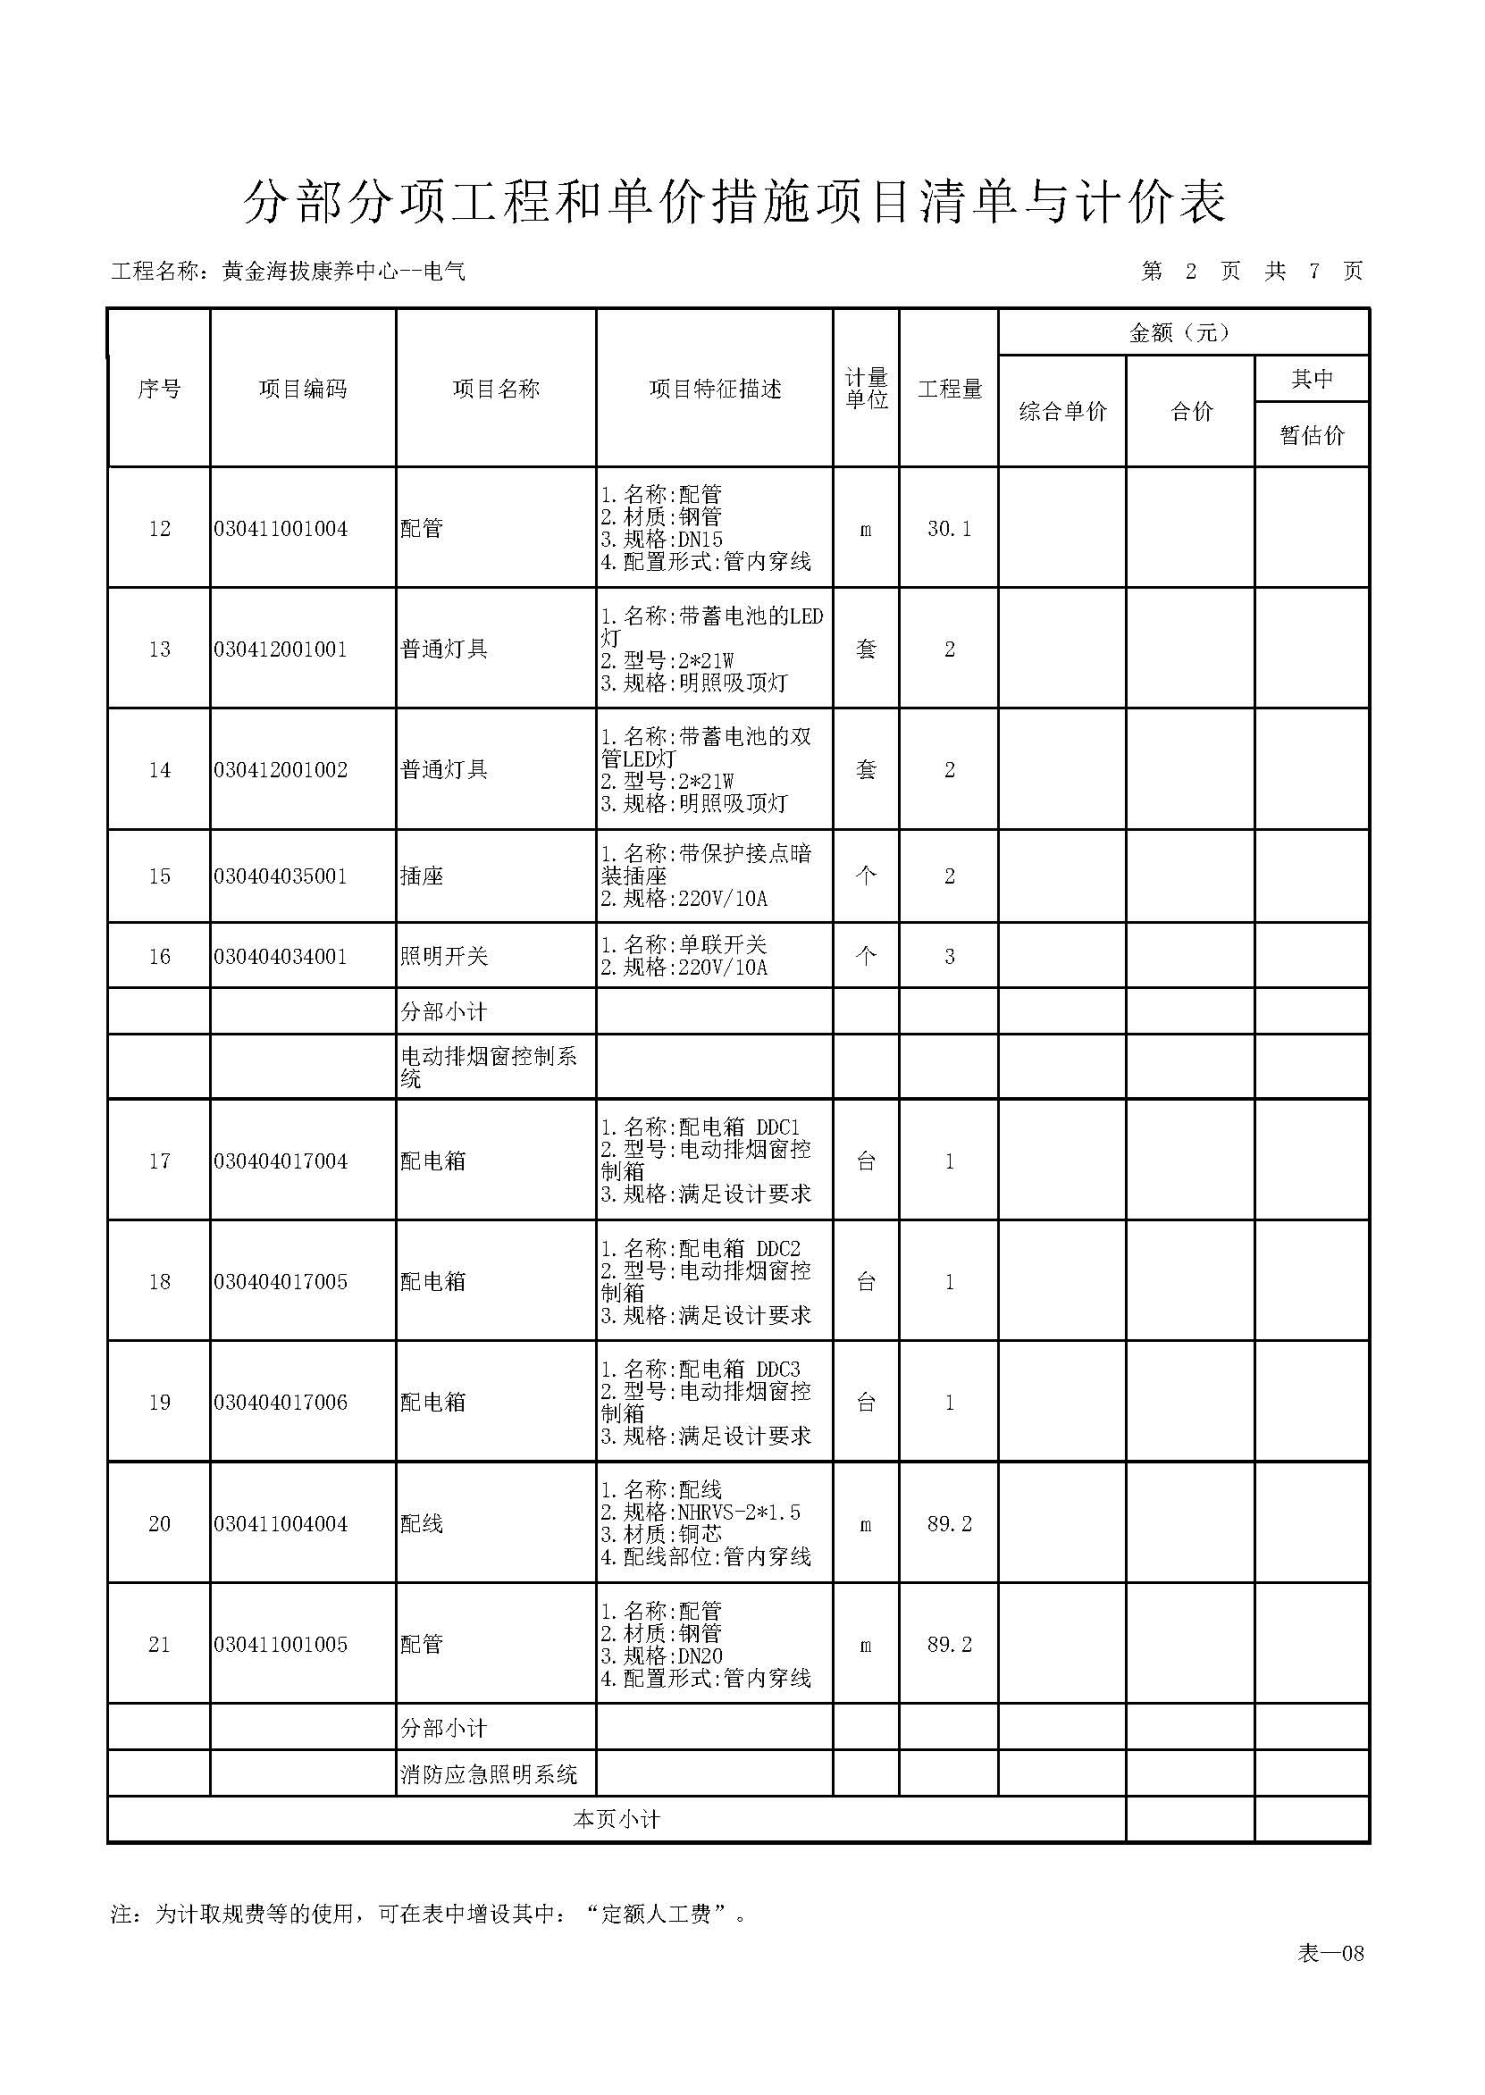 分部分项工程和单价措施项目清单与计价表
工程名称：黄金海拔康养中心--电气 第 2 页 共 7 页
序号 项目编码 项目名称 项目特征描述 计量单位 工程量 金额（元）
综合单价 合价 其中
暂估价
12 030411001004 配管 1.名称:配管
2.材质:钢管
3.规格:DN15
4.配置形式:管内穿线
m 30.1
13 030412001001 普通灯具 1.名称:带蓄电池的LED
灯
2.型号:2*21W
3.规格:明照吸顶灯
套 2
14 030412001002 普通灯具 1.名称:带蓄电池的双
管LED灯
2.型号:2*21W
3.规格:明照吸顶灯
套 2
15 030404035001 插座 1.名称:带保护接点暗
装插座
2.规格:220V/10A
个 2
16 030404034001 照明开关 1.名称:单联开关
2.规格:220V/10A
个 3
分部小计
电动排烟窗控制系
统
17 030404017004 配电箱 1.名称:配电箱 DDC1
2.型号:电动排烟窗控
制箱
3.规格:满足设计要求
台 1
18 030404017005 配电箱 1.名称:配电箱 DDC2
2.型号:电动排烟窗控
制箱
3.规格:满足设计要求
台 1
19 030404017006 配电箱 1.名称:配电箱 DDC3
2.型号:电动排烟窗控
制箱
3.规格:满足设计要求
台 1
20 030411004004 配线 1.名称:配线
2.规格:NHRVS-2*1.5
3.材质:铜芯
4.配线部位:管内穿线
m 89.2
21 030411001005 配管 1.名称:配管
2.材质:钢管
3.规格:DN20
4.配置形式:管内穿线
m 89.2
分部小计
消防应急照明系统
本页小计
注：为计取规费等的使用，可在表中增设其中：“定额人工费”。
表—08